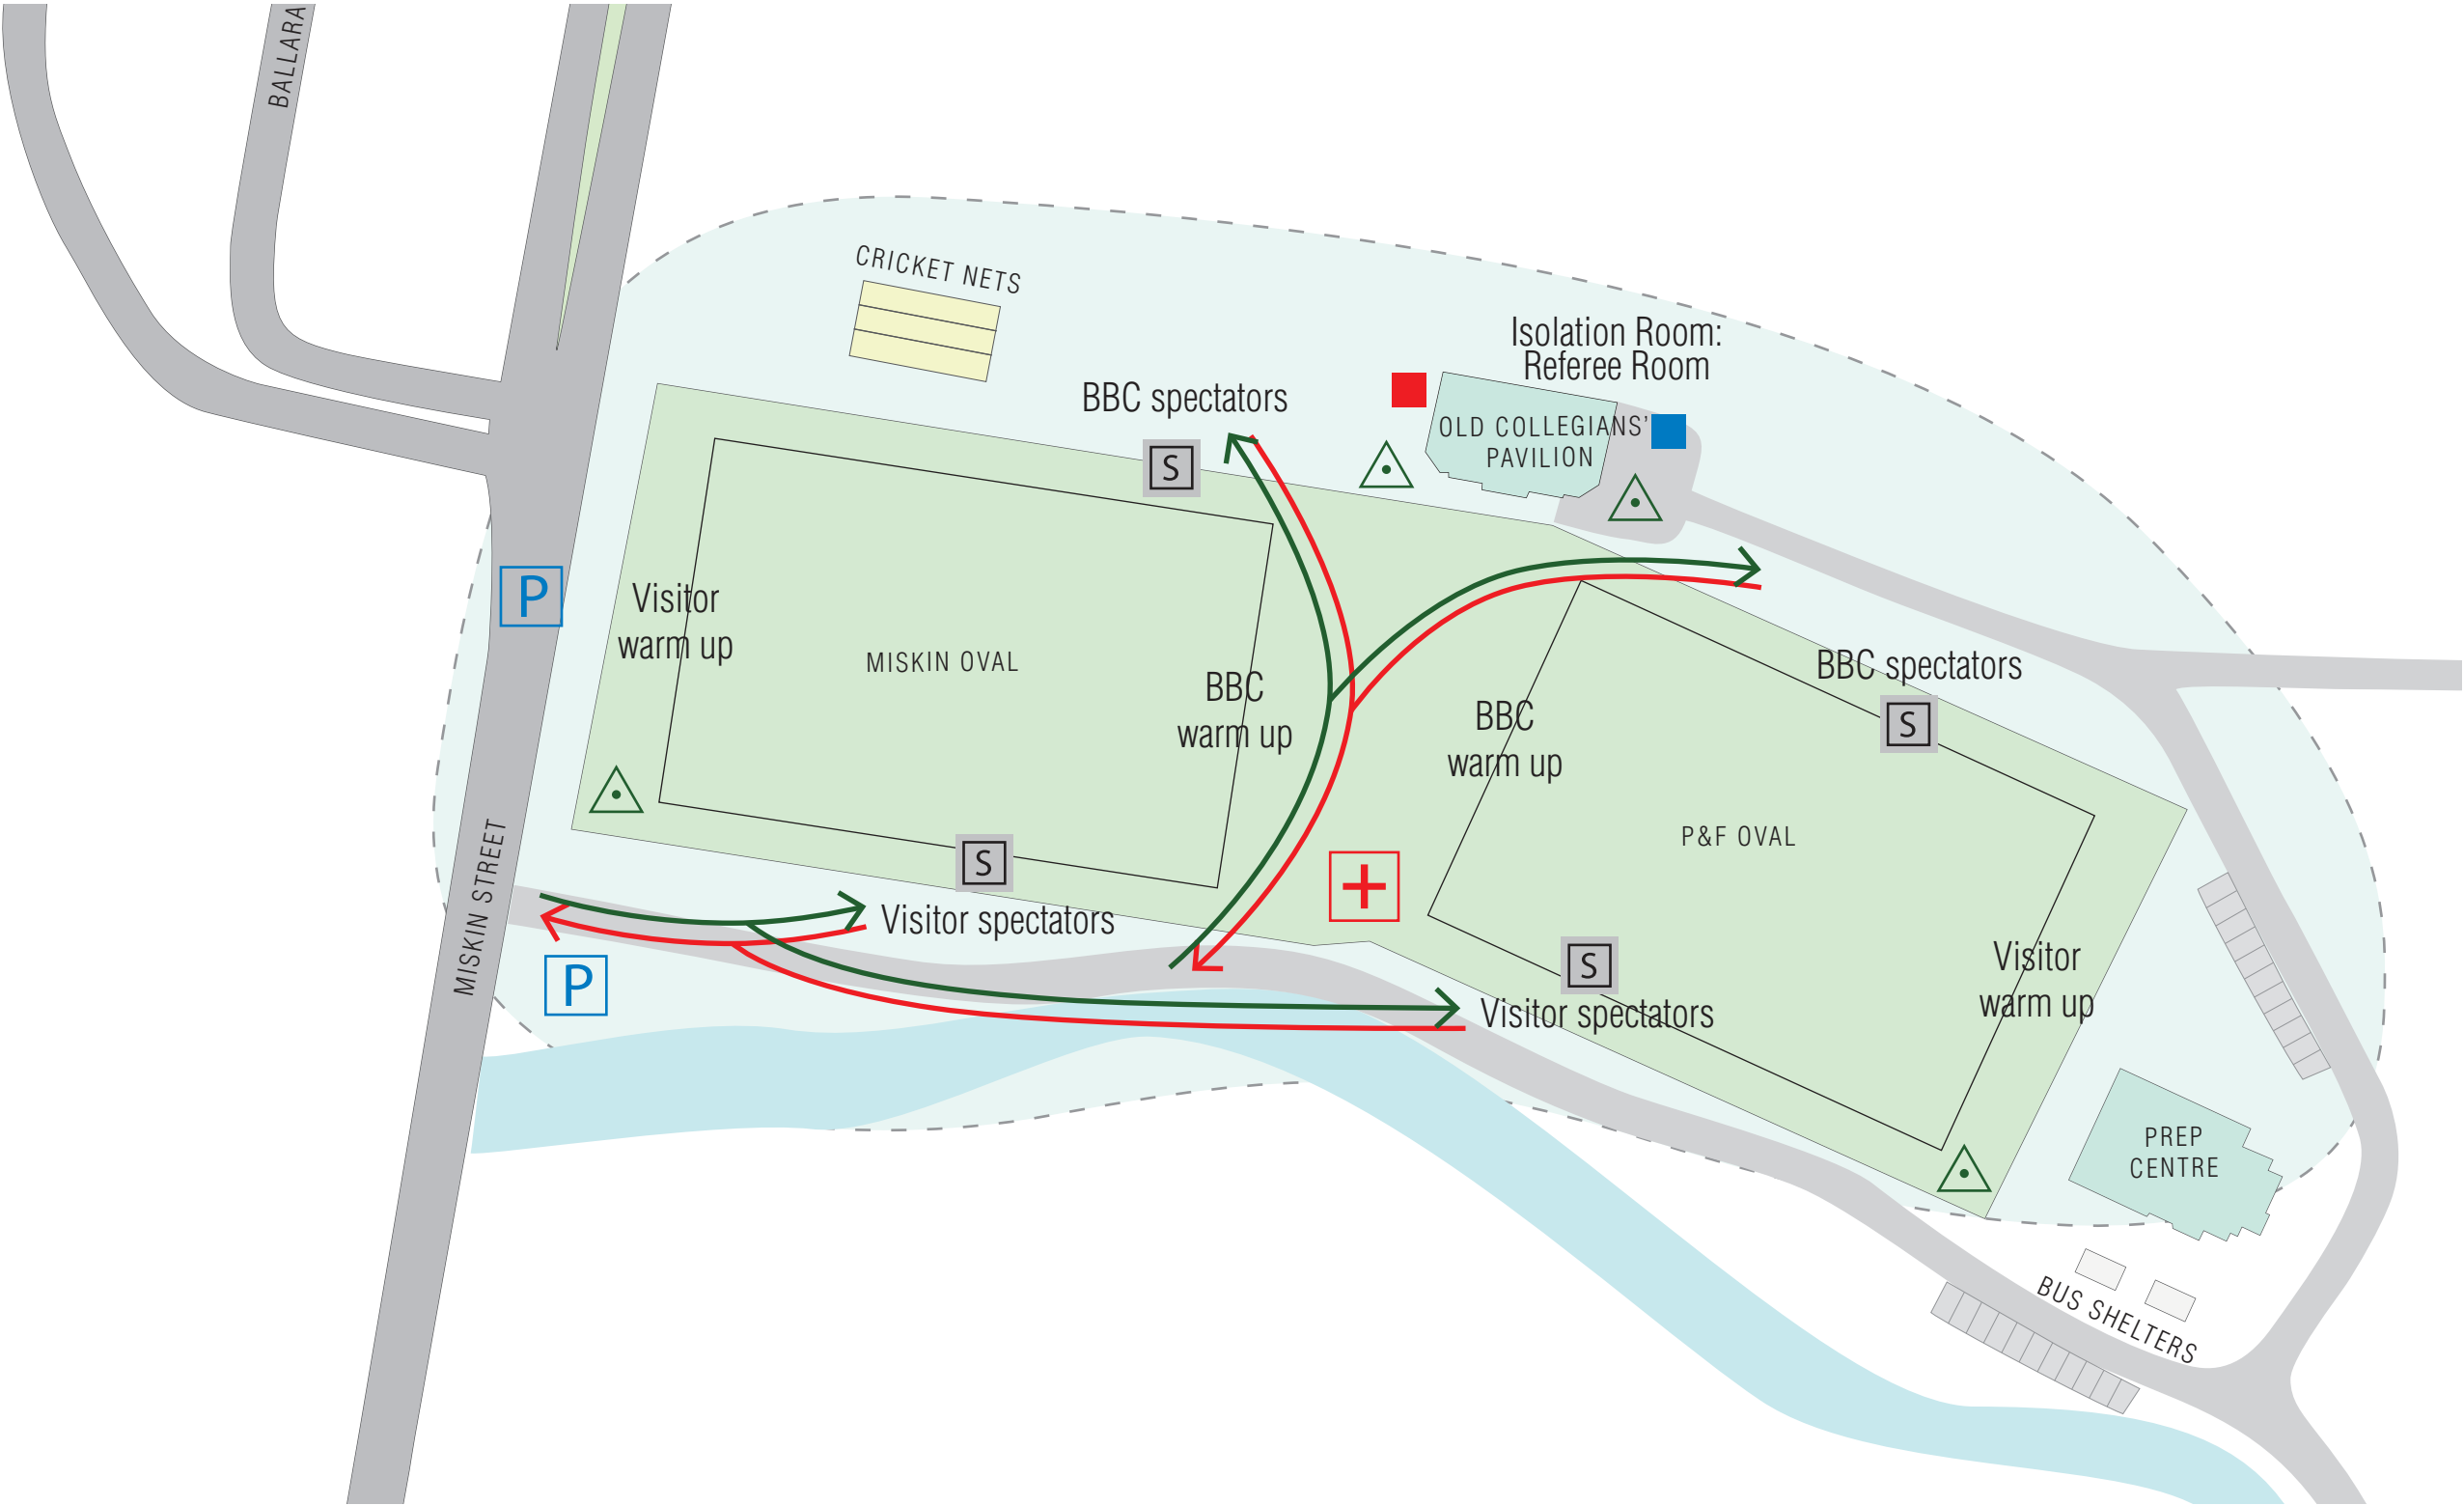 BALLARA
CRICKET NETS
Isolation Room:
Referee Room
BBC spectators
OLD COLLEGIANS'
PAVILION
S
P
Visitor
warm up
MISKIN OVAL
BBC
warm up
BBC
warm up
BBC spectators
S
P&F OVAL
MISKIN STREET
S
Visitor spectators
P
S
Visitor spectators
Visitor
warm up
PREP
CENTRE
BUS SHELTERS